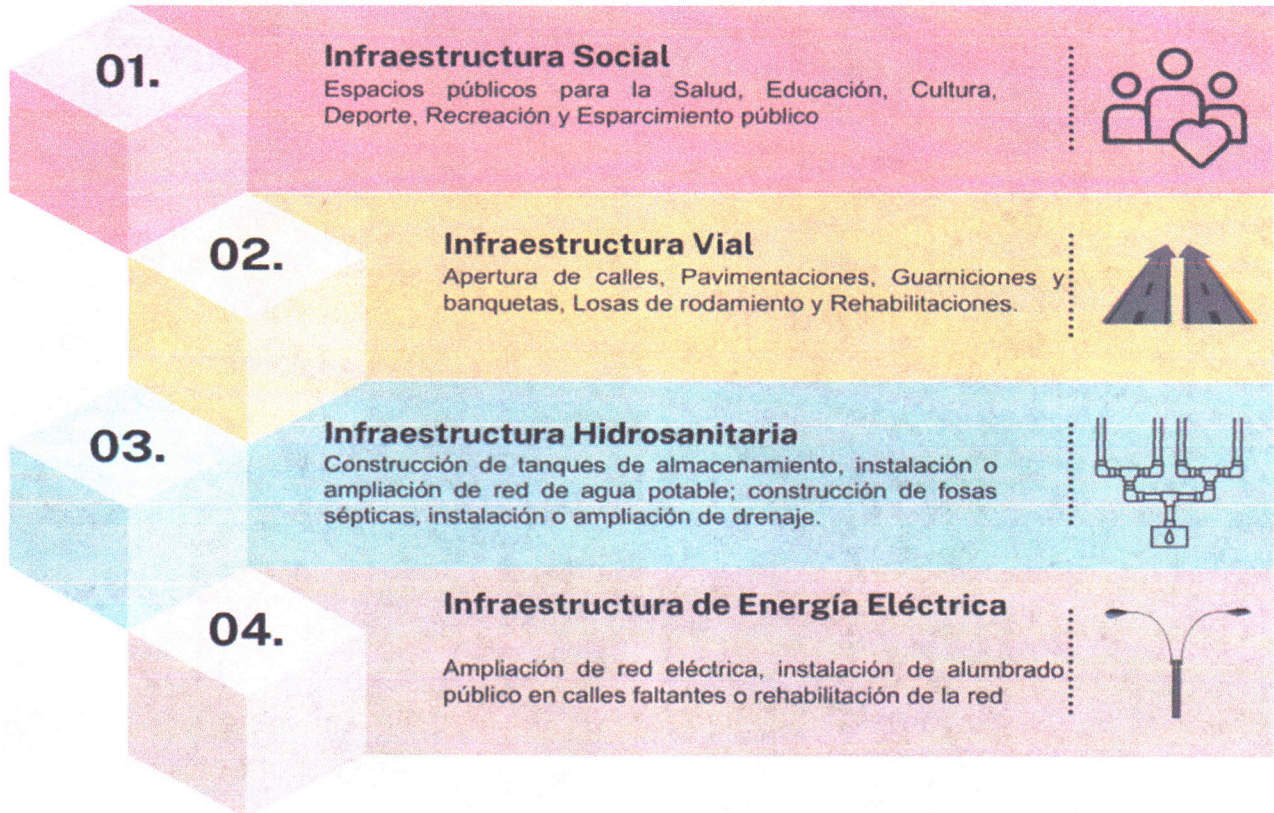 01.
Infraestructura Social
Espacios públicos para la Salud, Educación, Cultura,
Deporte, Recreación y Esparcimiento público
02.
Infraestructura Vial
Apertura de calles, Pavimentaciones, Guarniciones y
banquetas, Losas de rodamiento y Rehabilitaciones.
03.
Infraestructura Hidrosanitaria
Construcción de tanques de almacenamiento, instalación o
ampliación de red de agua potable; construcción de fosas
sépticas, instalación o ampliación de drenaje.
04.
Infraestructura de Energía Eléctrica
Ampliación de red eléctrica, instalación de alumbrado
público en calles faltantes o rehabilitación de la red